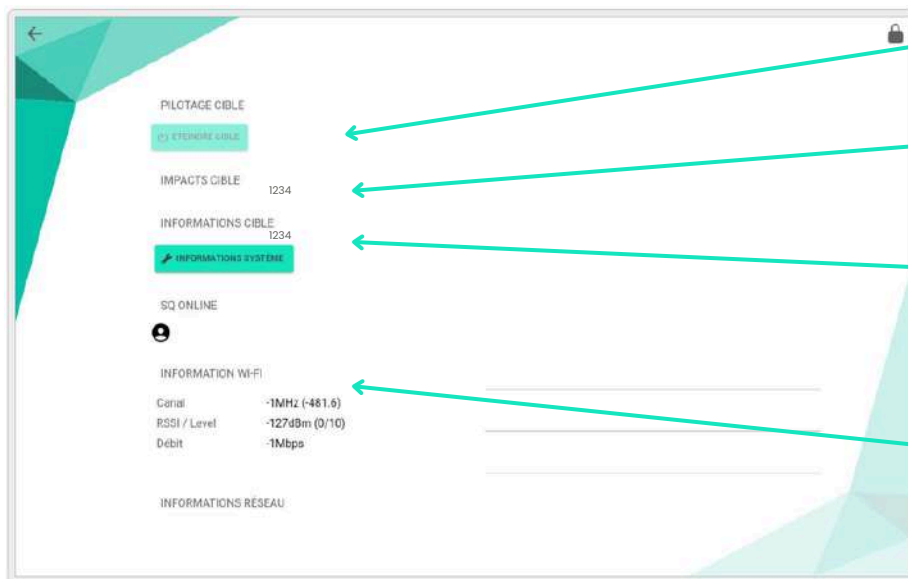 PILOTAGE CIBLE
ETEINDRE CIBLE
IMPACTS CIBLE
1234
INFORMATIONS CIBLE
1234
INFORMATIONS SYSTÈME
SQ ONLINE
INFORMATION WI-FI
Canal -1MHz (-481.6)
RSSI / Level -127dBm (0/10)
Débit -1Mbps
INFORMATIONS RÉSEAU